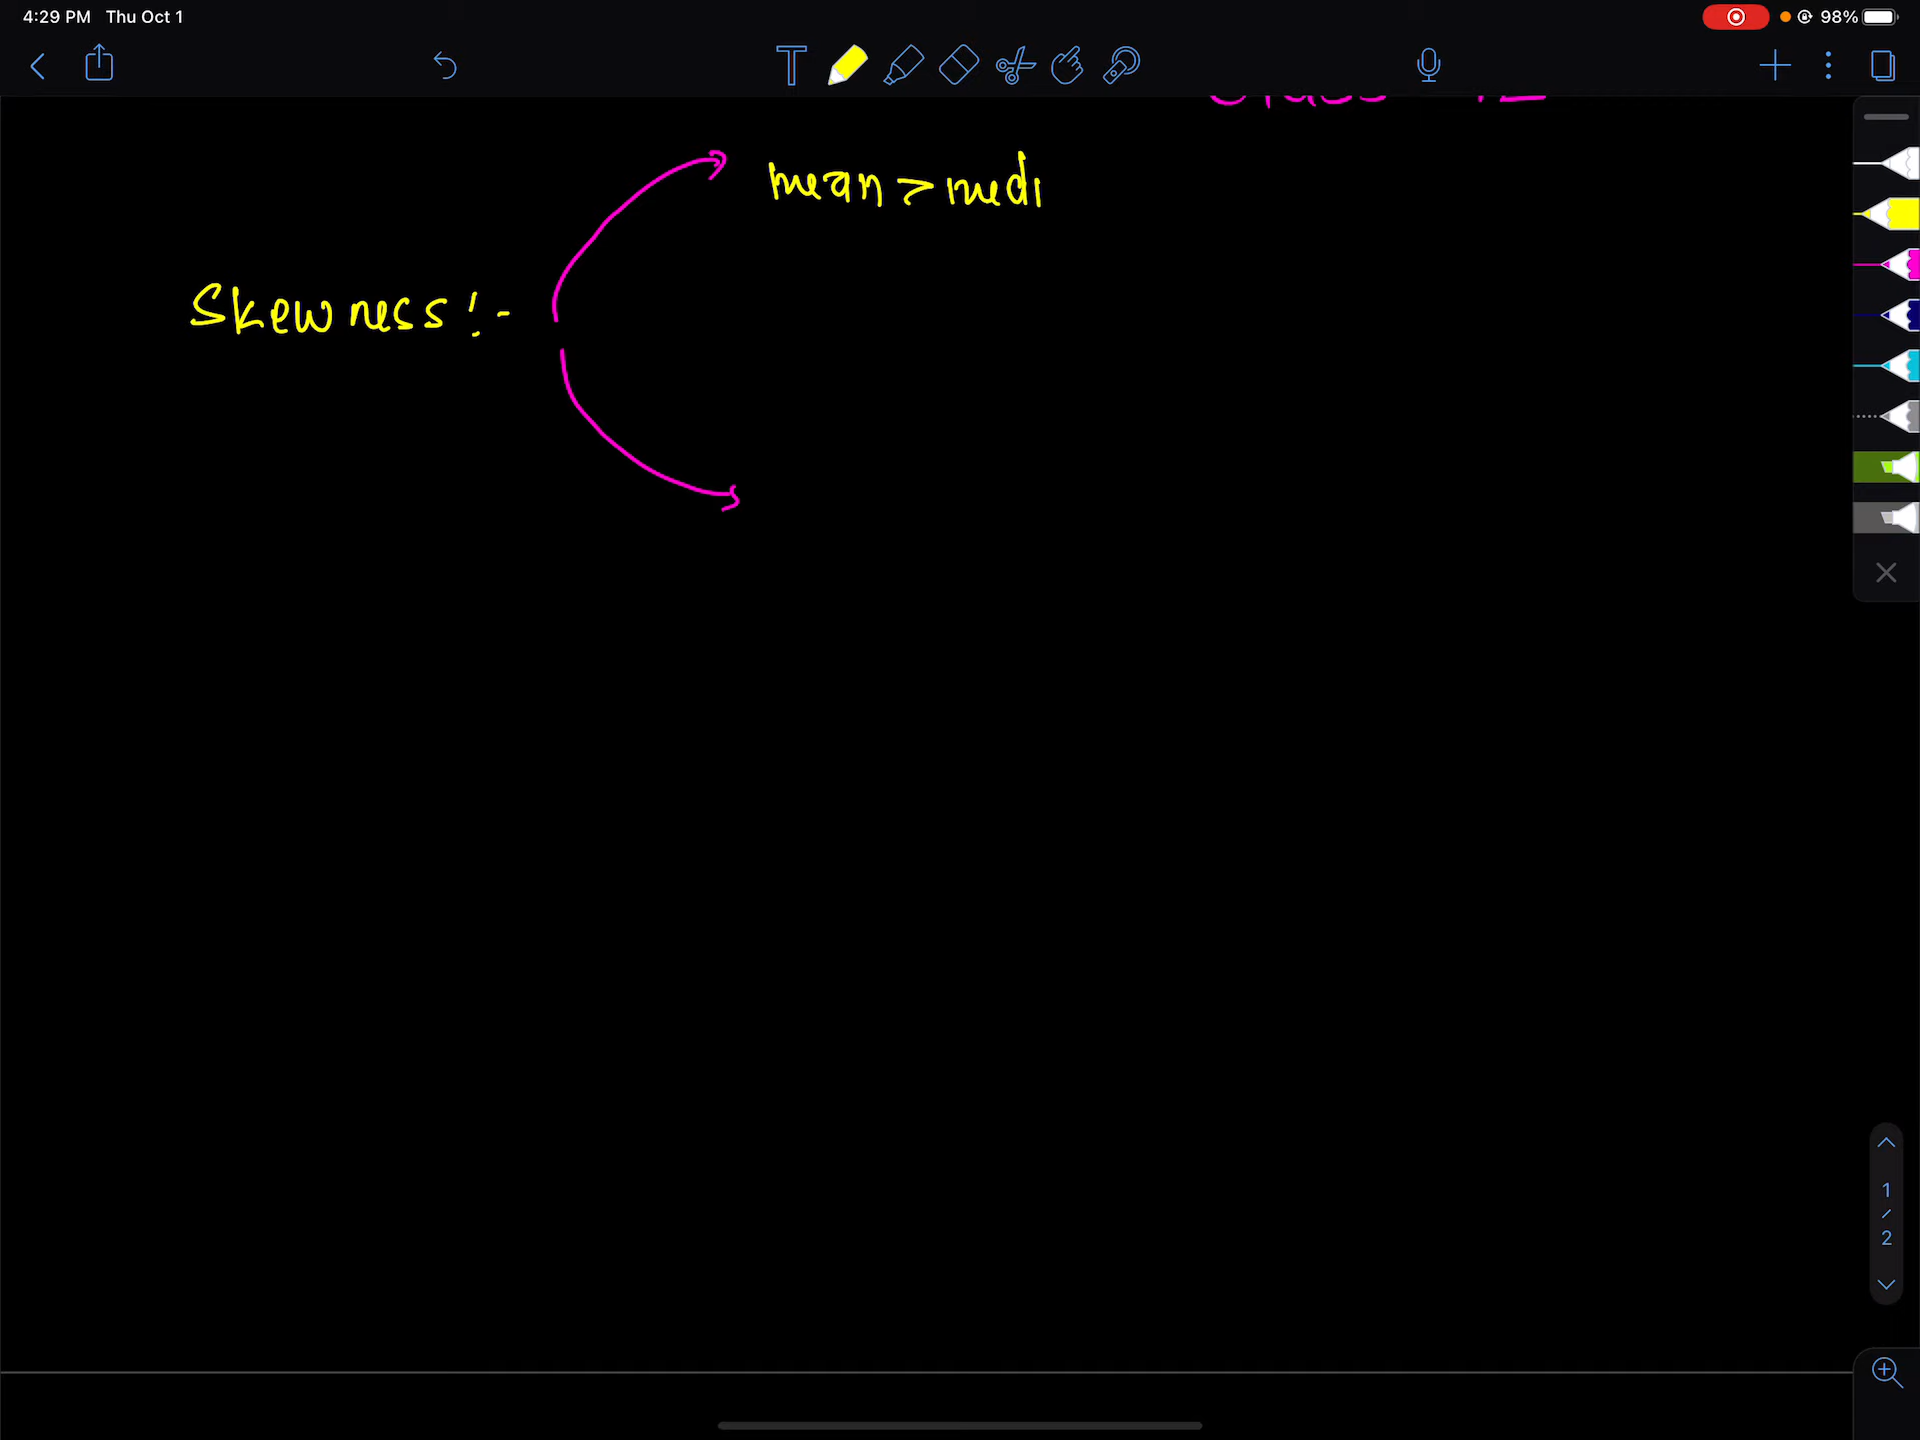 4:29 PM Thu Oct 1
98%
T
mean > medi
Skewness :-
1
/
2